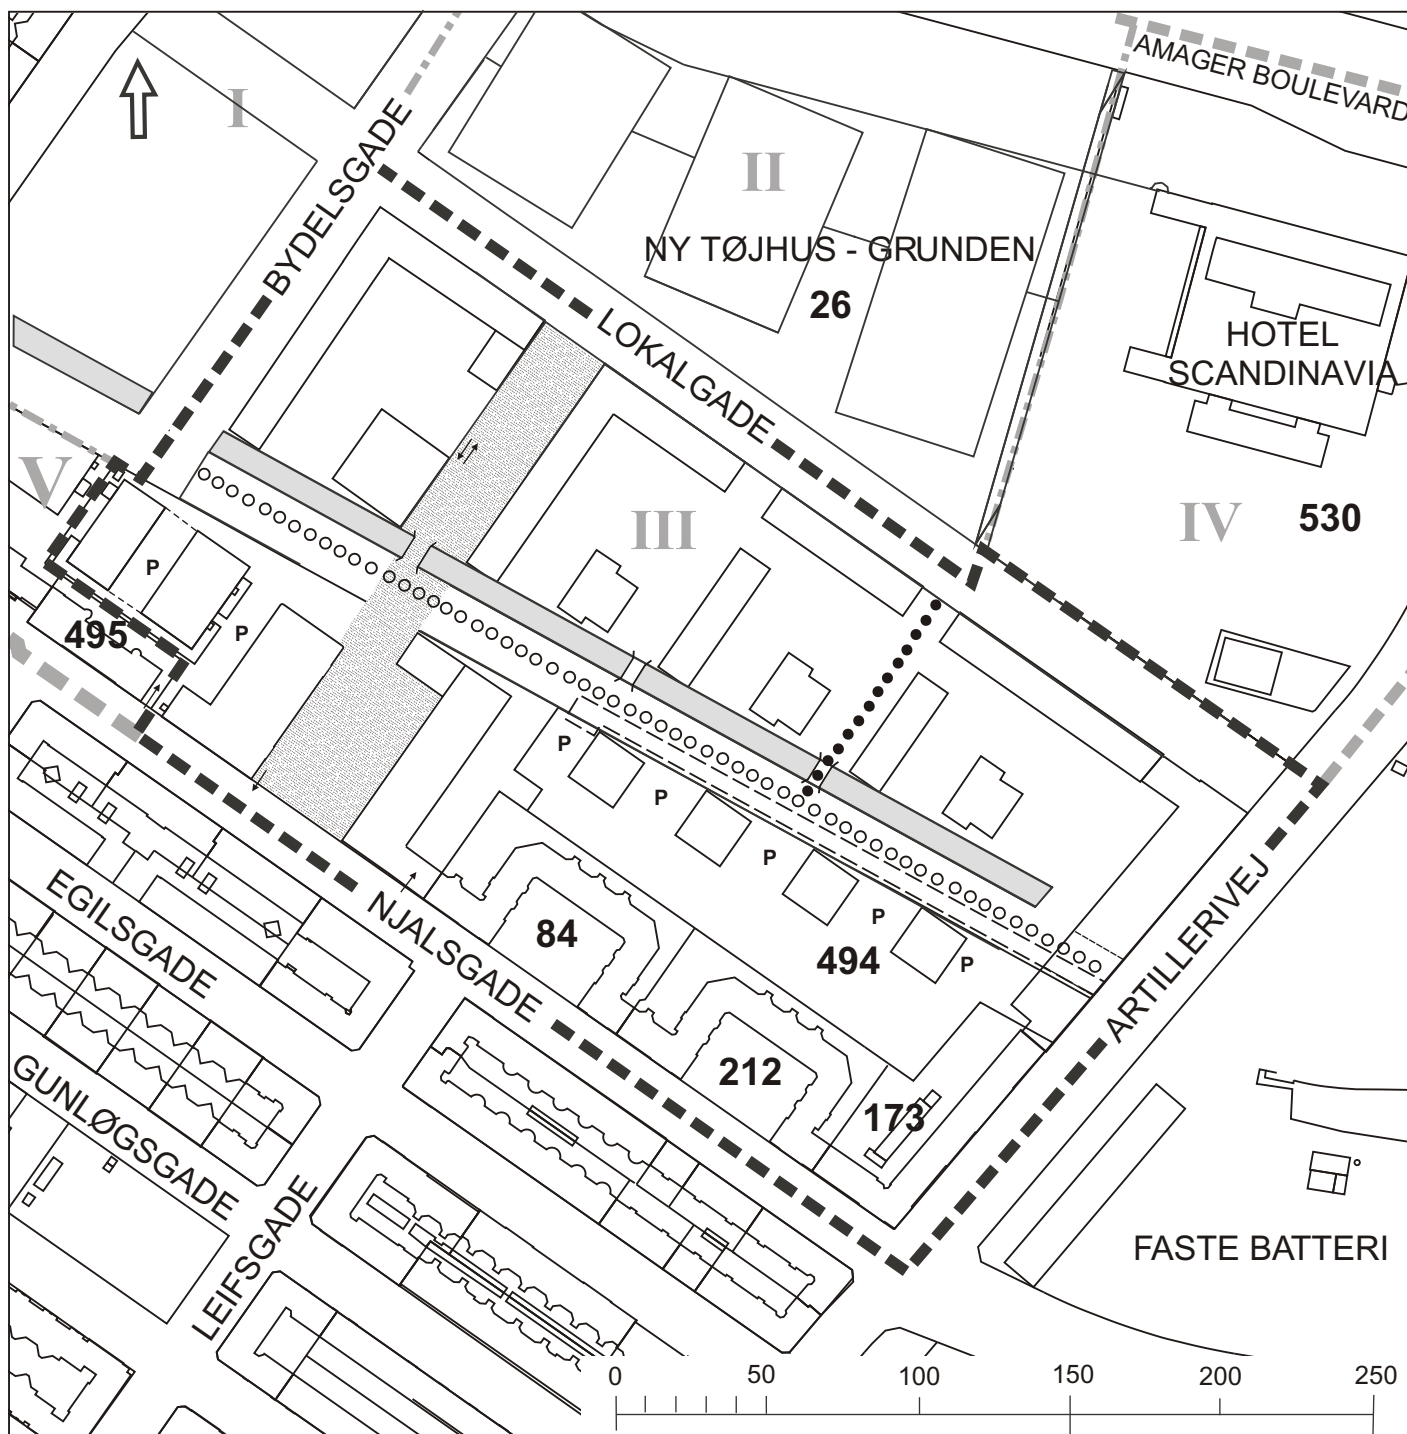 AMAGER BOULEVARD
I
BYDELSGADE
II
NY TØJHUS - GRUNDEN
26
HOTEL
SCANDINAVIA
LOKALGADE
V
III
IV 530
P
495
P
P
P
P
P
P
84
494
EGILSGADE
NJALSGADE
ARTILLERIVEJ
212
173
GUNLØGSGADE
LEIFSGADE
FASTE BATTERI
0 50 100 150 200 250